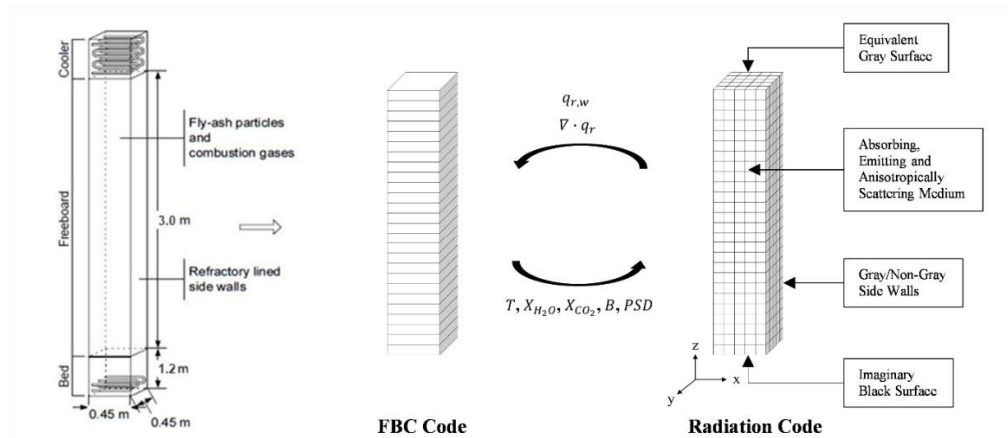 Cooler
Freeboard
Bed
Fly-ash particles
and
combustion gases
3.0 m
Refractory lined
side walls
1.2 m
0.45 m
0.45 m
FBC Code
q_{r,w}
∇ · q_r
T, X_{H_2O}, X_{CO_2}, B, PSD
z
x
y
Radiation Code
Equivalent
Gray Surface
Absorbing,
Emitting and
Anisotropically
Scattering Medium
Gray/Non-Gray
Side Walls
Imaginary
Black Surface